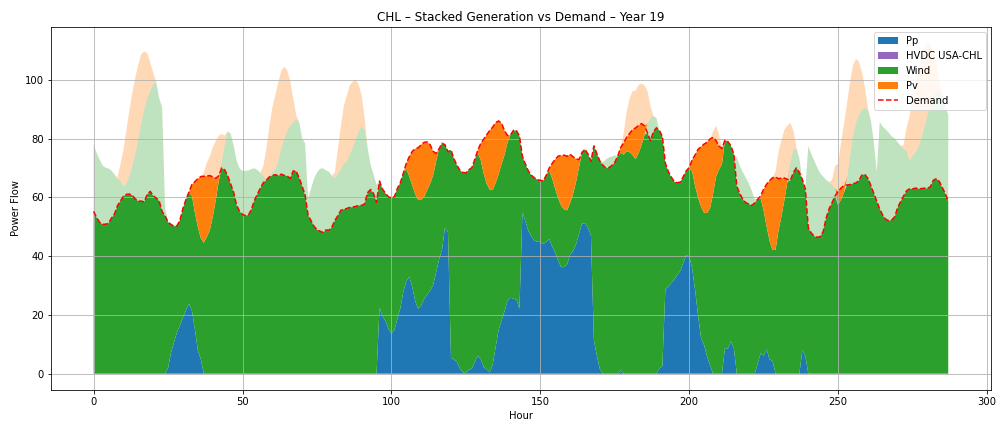 CHL – Stacked Generation vs Demand – Year 19
Pp
HVDC USA-CHL
Wind
Pv
Demand
Power Flow
100
80
60
40
20
0
0 50 100 150 200 250 300
Hour